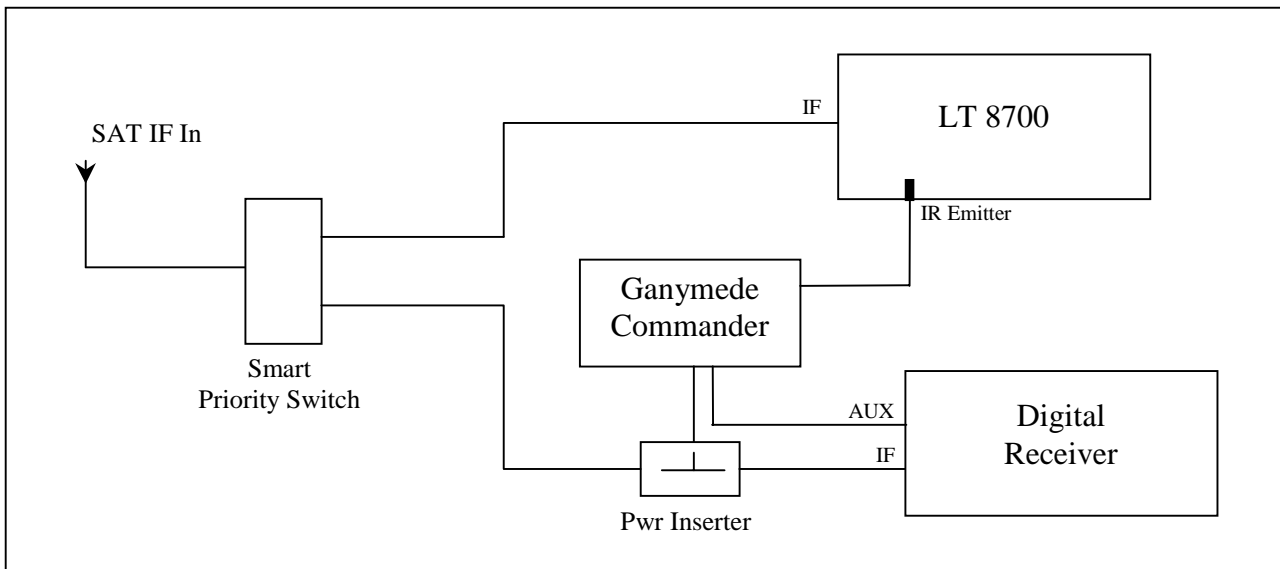 SAT IF In
IF
LT 8700
IR Emitter
Ganymede
Commander
Smart
Priority Switch
AUX
IF
Digital
Receiver
Pwr Inserter